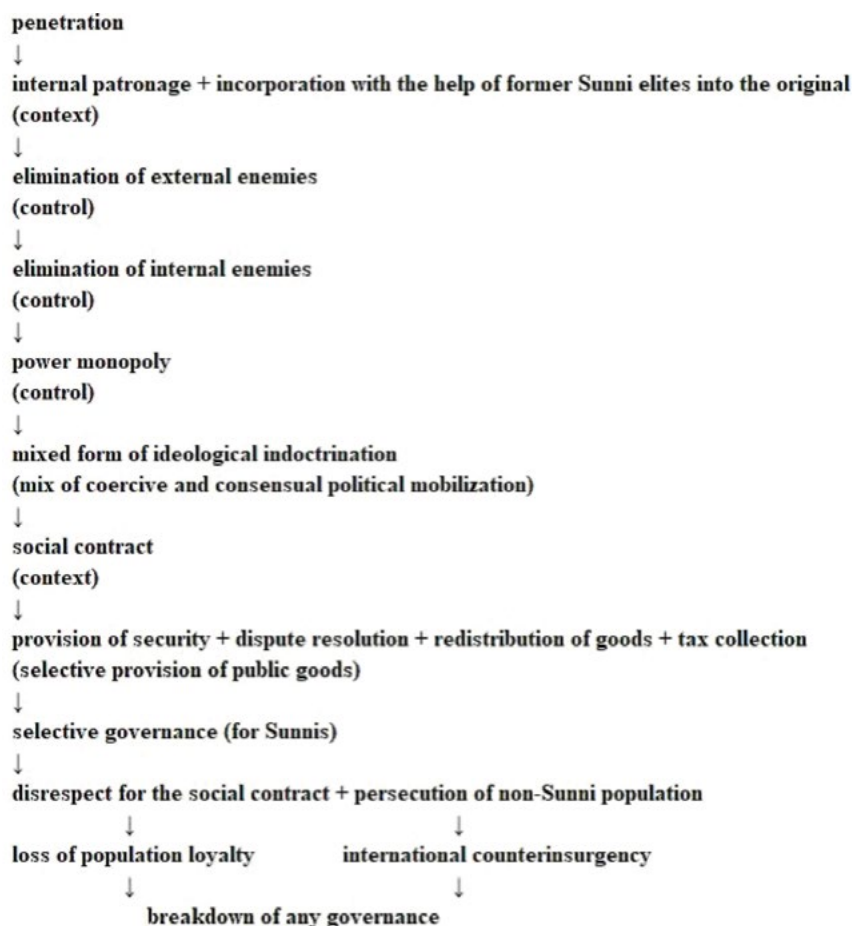 penetration
↓
internal patronage + incorporation with the help of former Sunni elites into the original
(context)
↓
elimination of external enemies
(control)
↓
elimination of internal enemies
(control)
↓
power monopoly
(control)
↓
mixed form of ideological indoctrination
(mix of coercive and consensual political mobilization)
↓
social contract
(context)
↓
provision of security + dispute resolution + redistribution of goods + tax collection
(selective provision of public goods)
↓
selective governance (for Sunnis)
↓
disrespect for the social contract + persecution of non-Sunni population
↓ ↓
loss of population loyalty international counterinsurgency
↓ ↓
breakdown of any governance